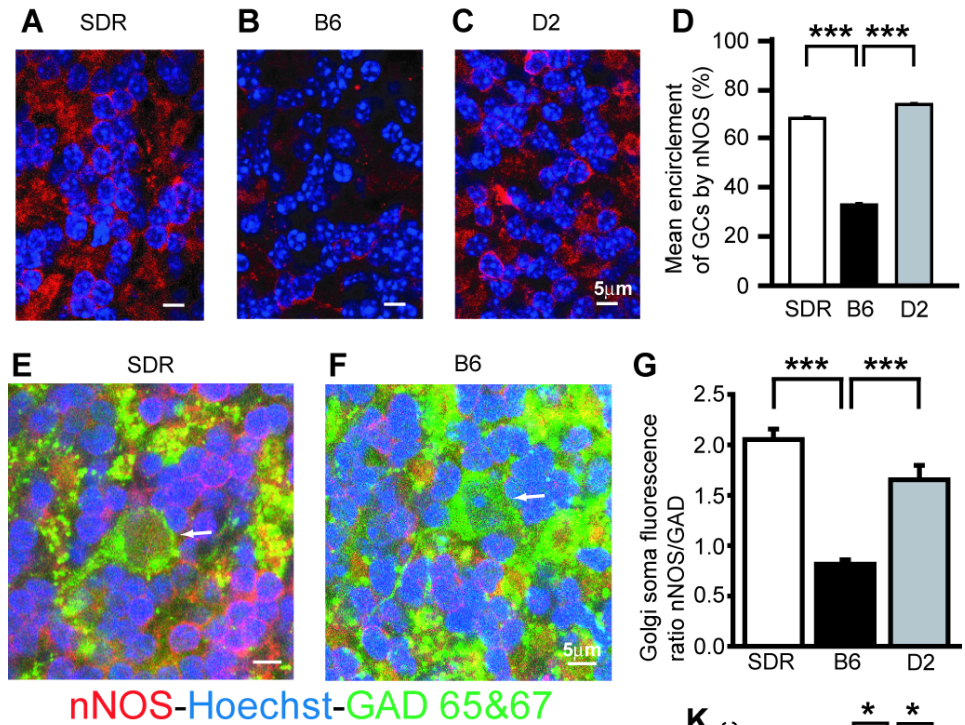 A SDR
B B6
C D2
5µm
D
Mean encirclement
of GCs by nNOS (%)
*** ***
100
80
60
40
20
0
SDR B6 D2
E SDR
F B6
5µm
nNOS-Hoechst-GAD 65&67
G
Golgi soma fluorescence
ratio nNOS/GAD
*** ***
2.5
2.0
1.5
1.0
0.5
0.0
SDR B6 D2
K
* *